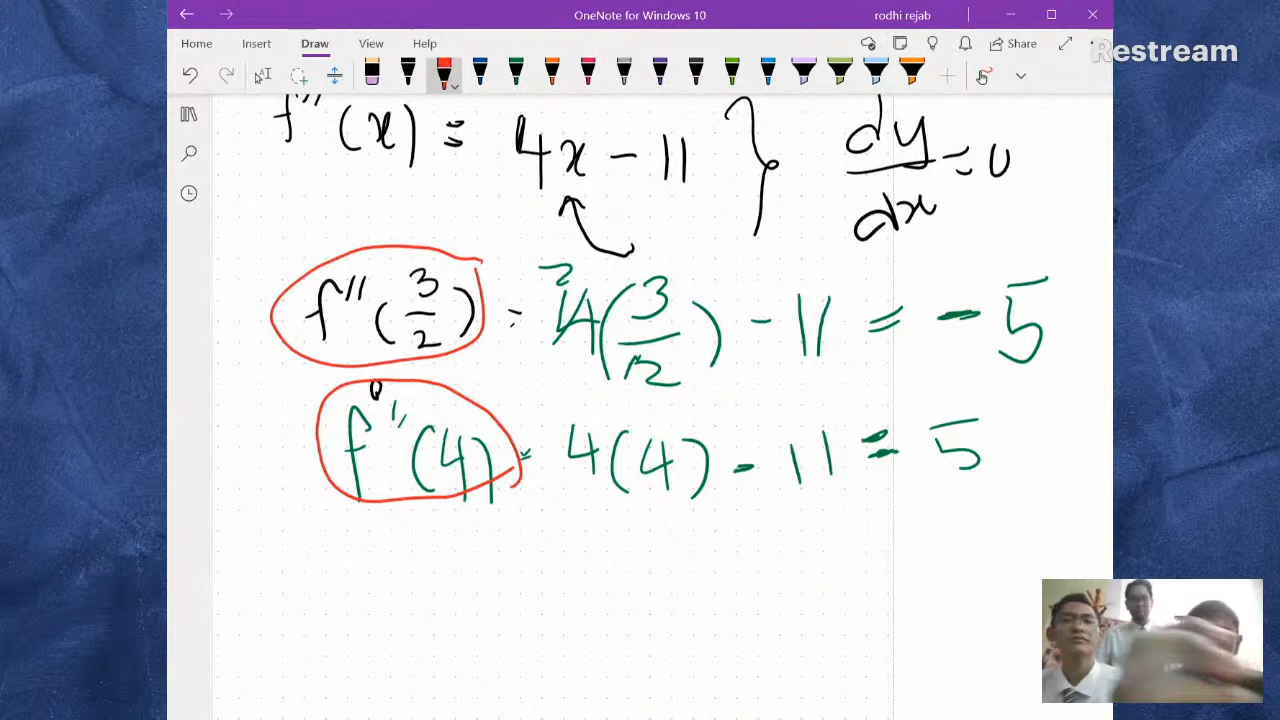 OneNote for Windows 10
rodhi rejab
Home Insert Draw View Help
Share
Restream
f''(x) = 4x - 11 } dy/dx = 0
f''(3/2) = 4(3/2) - 11 = -5
2
f''(4) = 4(4) - 11 = 5